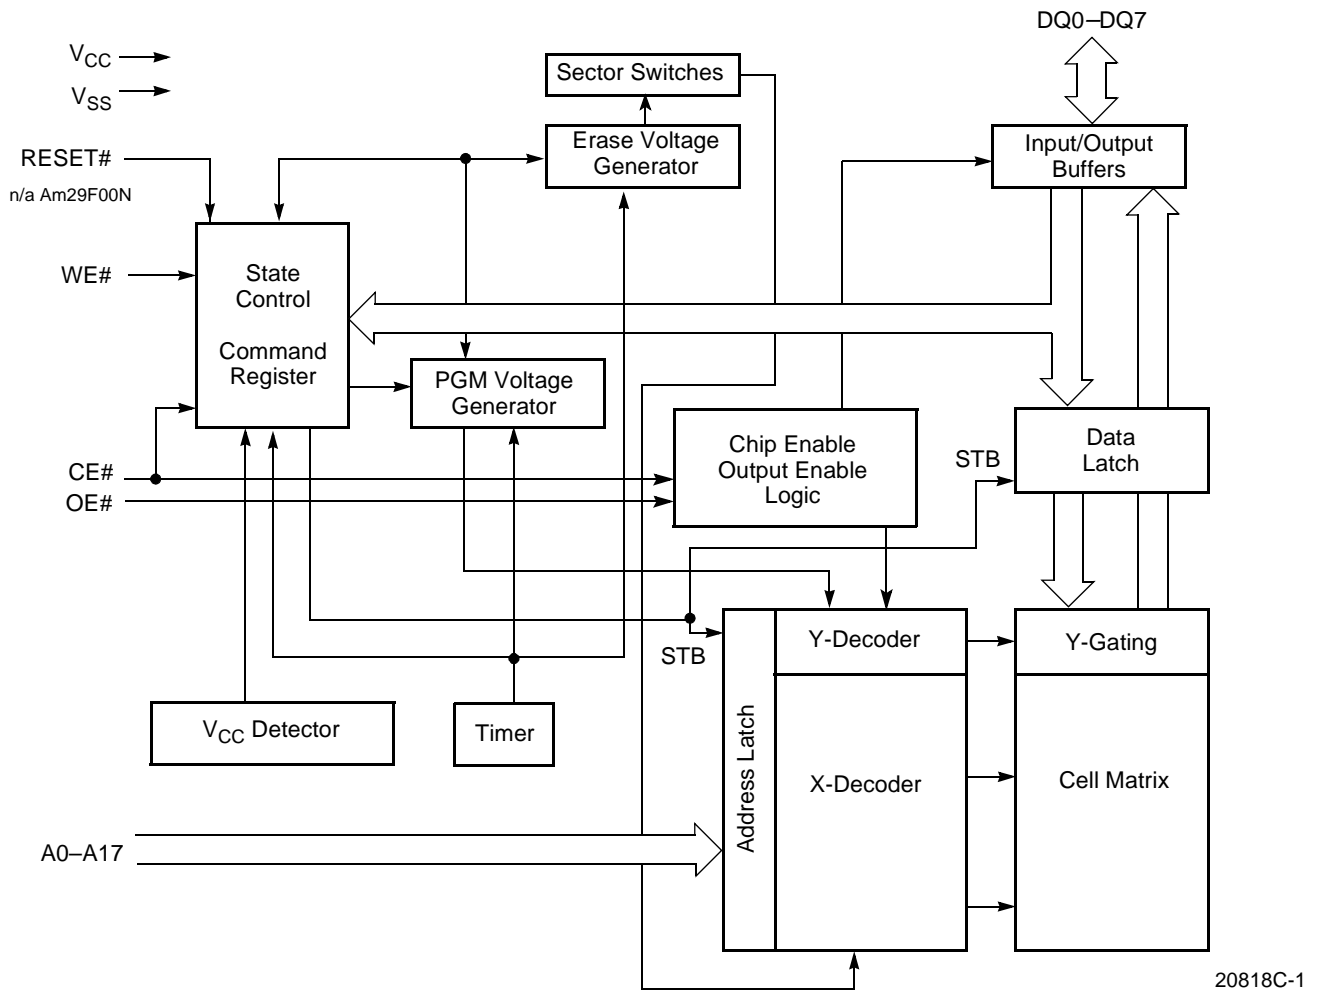 DQ0–DQ7
VCC
VSS
Sector Switches
Erase Voltage
Generator
Input/Output
Buffers
RESET#
n/a Am29F00N
WE#
State
Control
Command
Register
PGM Voltage
Generator
Chip Enable
Output Enable
Logic
STB
Data
Latch
CE#
OE#
STB
Y-Decoder
Y-Gating
VCC Detector
Timer
Address Latch
X-Decoder
Cell Matrix
A0–A17
20818C-1